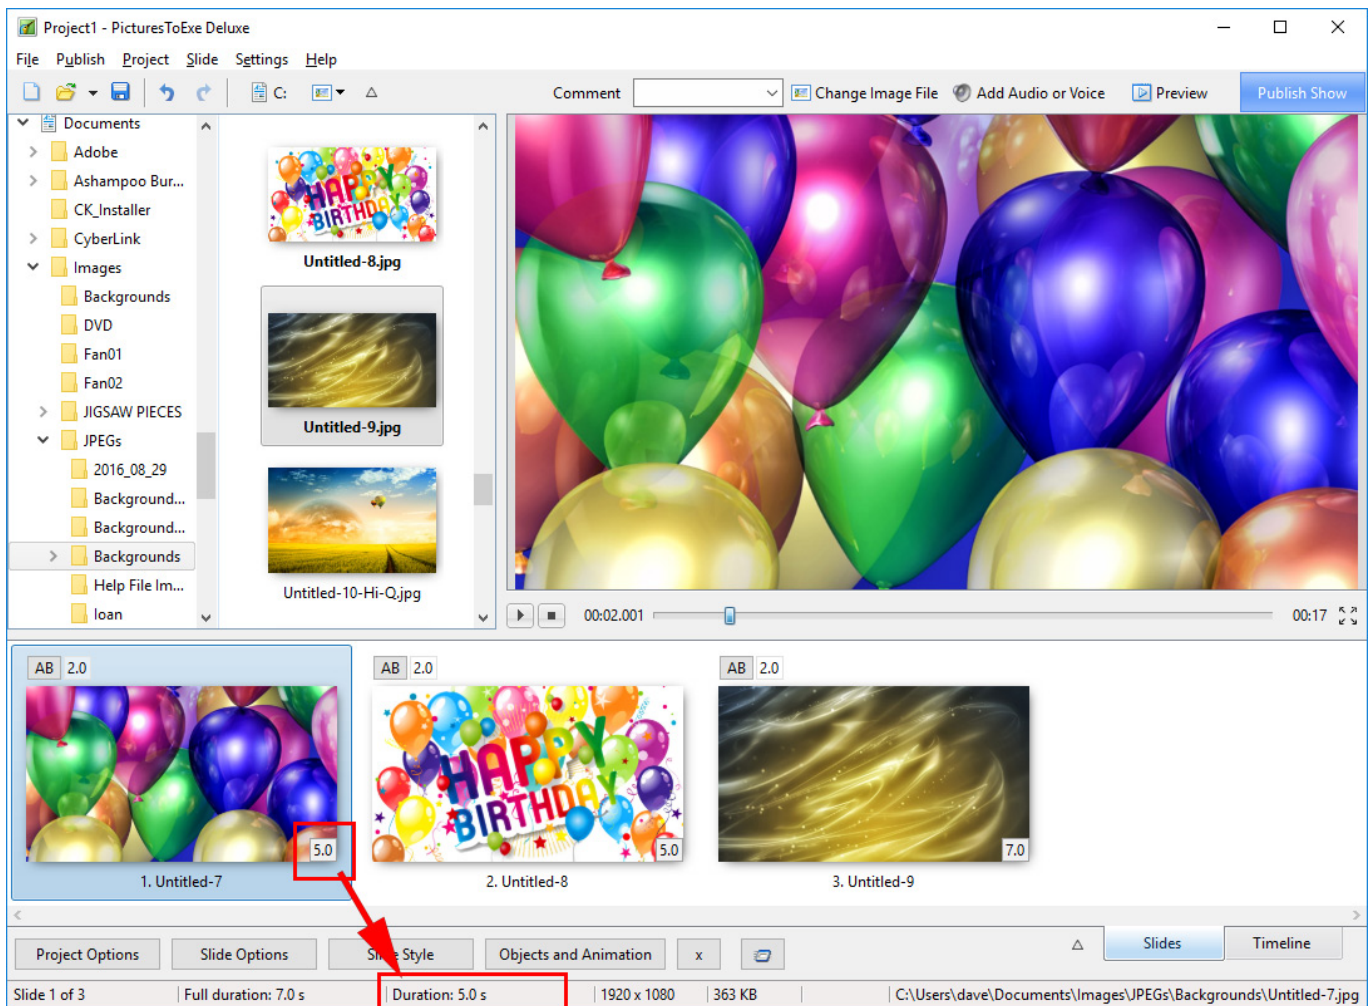 Project1 - PicturesToExe Deluxe
File Publish Project Slide Settings Help
C: Comment Change Image File Add Audio or Voice Preview Publish Show
Documents
Adobe
Ashampoo Bur...
CK_Installer
CyberLink
Images
Backgrounds
DVD
Fan01
Fan02
JIGSAW PIECES
JPEGs
2016_08_29
Background...
Background...
Backgrounds
Help File Im...
loan
HAPPY
BIRTHDAY
Untitled-8.jpg
Untitled-9.jpg
Untitled-10-Hi-Q.jpg
00:02.001 00:17
AB 2.0
5.0
1. Untitled-7
AB 2.0
HAPPY
BIRTHDAY
5.0
2. Untitled-8
AB 2.0
7.0
3. Untitled-9
Project Options Slide Options Slide Style Objects and Animation x Slides Timeline
Slide 1 of 3 Full duration: 7.0 s Duration: 5.0 s 1920 x 1080 363 KB C:\Users\dave\Documents\Images\JPEGs\Backgrounds\Untitled-7.jpg